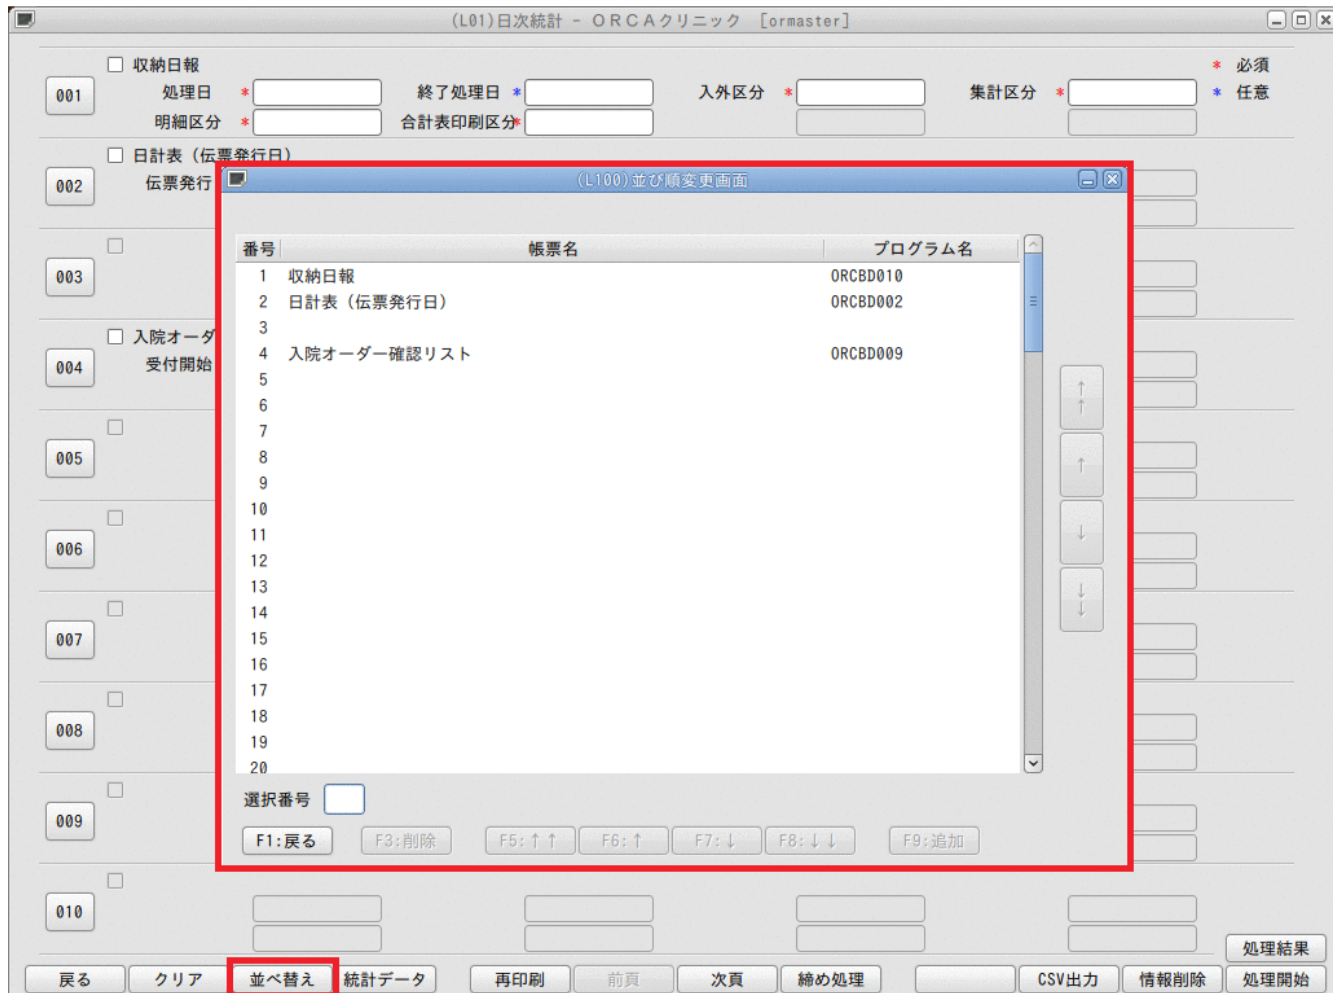 (L01)日次統計 - ＯＲＣＡクリニック [ormaster]
収納日報
* 必須
001 処理日 * 終了処理日 * 入外区分 * 集計区分 * * 任意
明細区分 * 合計表印刷区分*
日計表（伝票発行日）
002 伝票発行
(L100)並び順変更画面
番号 帳票名 プログラム名
1 収納日報 ORCBD010
2 日計表（伝票発行日） ORCBD002
3
4 入院オーダー確認リスト ORCBD009
5
6
7
8
9
10
11
12
13
14
15
16
17
18
19
20
↑↑
↑
↓
↓↓
選択番号
F1:戻る F3:削除 F5:↑↑ F6:↑ F7:↓ F8:↓↓ F9:追加
003
入院オーダ
004 受付開始
005
006
007
008
009
010
処理結果
戻る クリア 並べ替え 統計データ 再印刷 前頁 次頁 締め処理 CSV出力 情報削除 処理開始